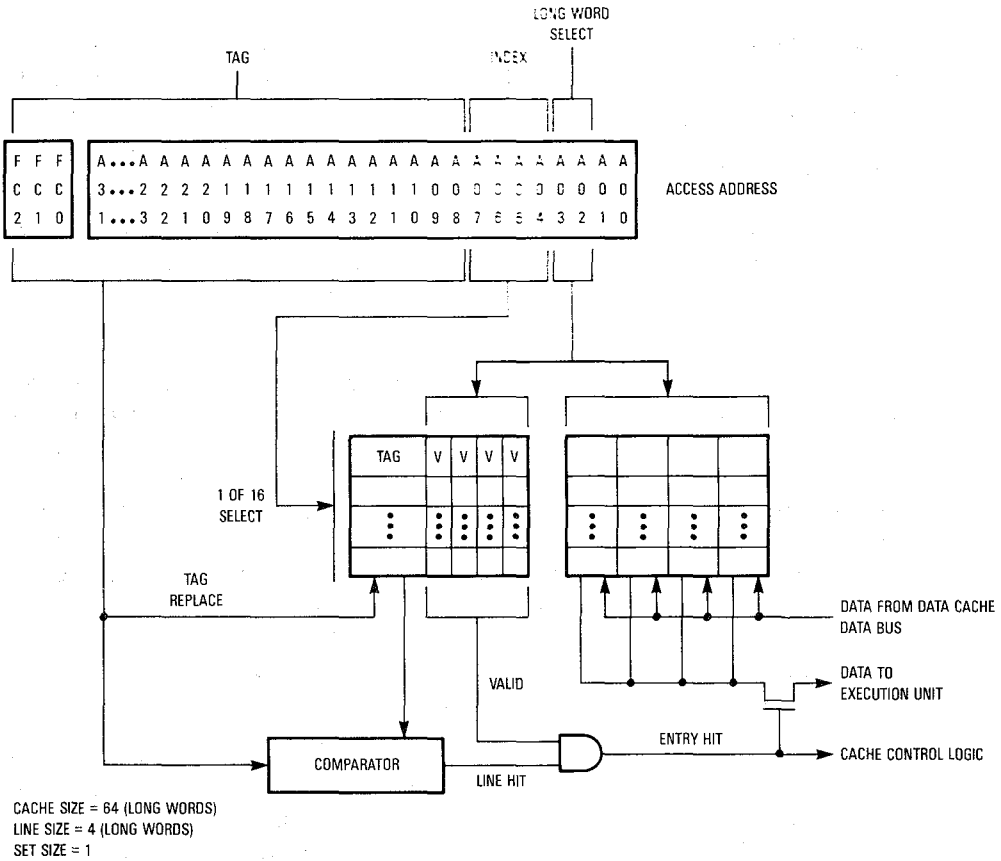 LONG WORD
SELECT
TAG
INDEX
F F F A•••A A A A A A A A A A A A A A A A A A A A A A A A
C C C 3•••2 2 2 2 1 1 1 1 1 1 1 1 1 1 0 0 0 0 0 0 0 0 0 0
2 1 0 1•••3 2 1 0 9 8 7 6 5 4 3 2 1 0 9 8 7 6 5 4 3 2 1 0
ACCESS ADDRESS
TAG V V V V
1 OF 16
SELECT
TAG
REPLACE
DATA FROM DATA CACHE
DATA BUS
VALID
DATA TO
EXECUTION UNIT
ENTRY HIT
COMPARATOR
LINE HIT
CACHE CONTROL LOGIC
CACHE SIZE = 64 (LONG WORDS)
LINE SIZE = 4 (LONG WORDS)
SET SIZE = 1